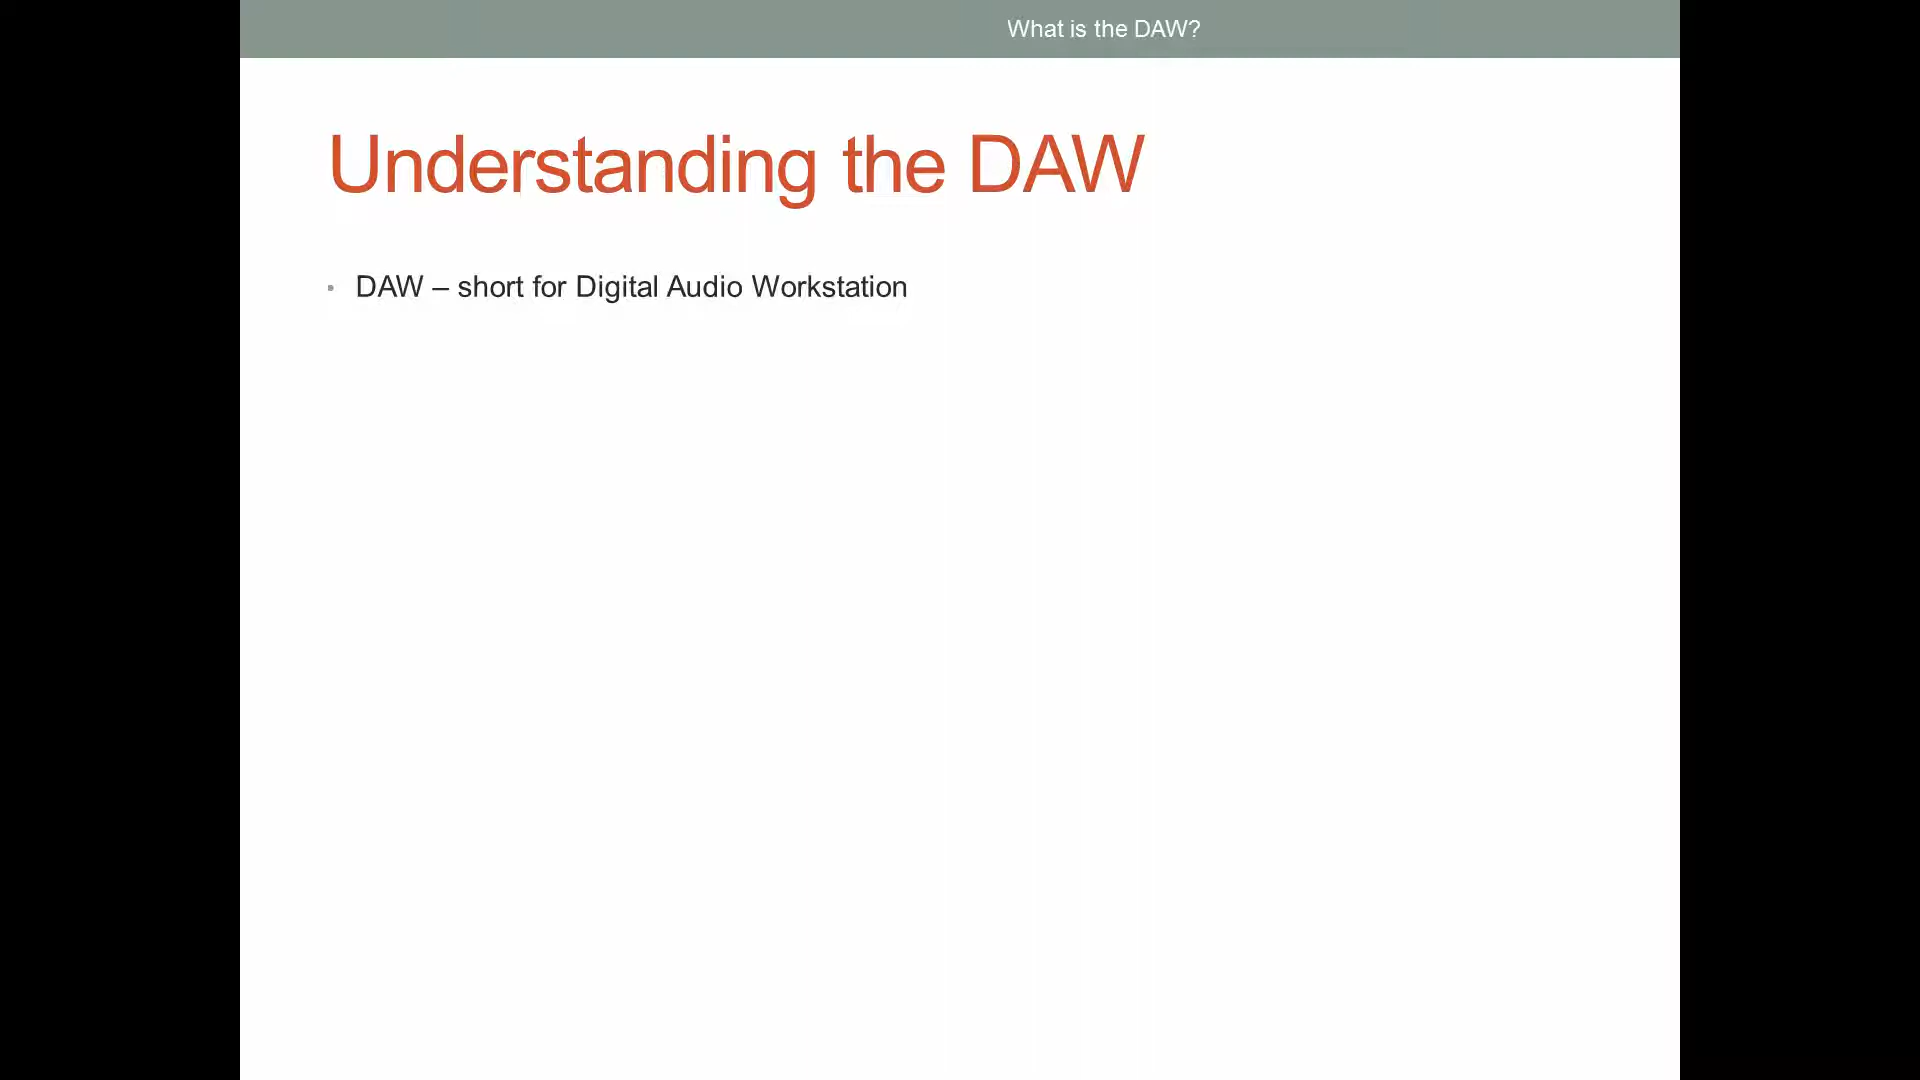 What is the DAW?
Understanding the DAW
▪ DAW – short for Digital Audio Workstation